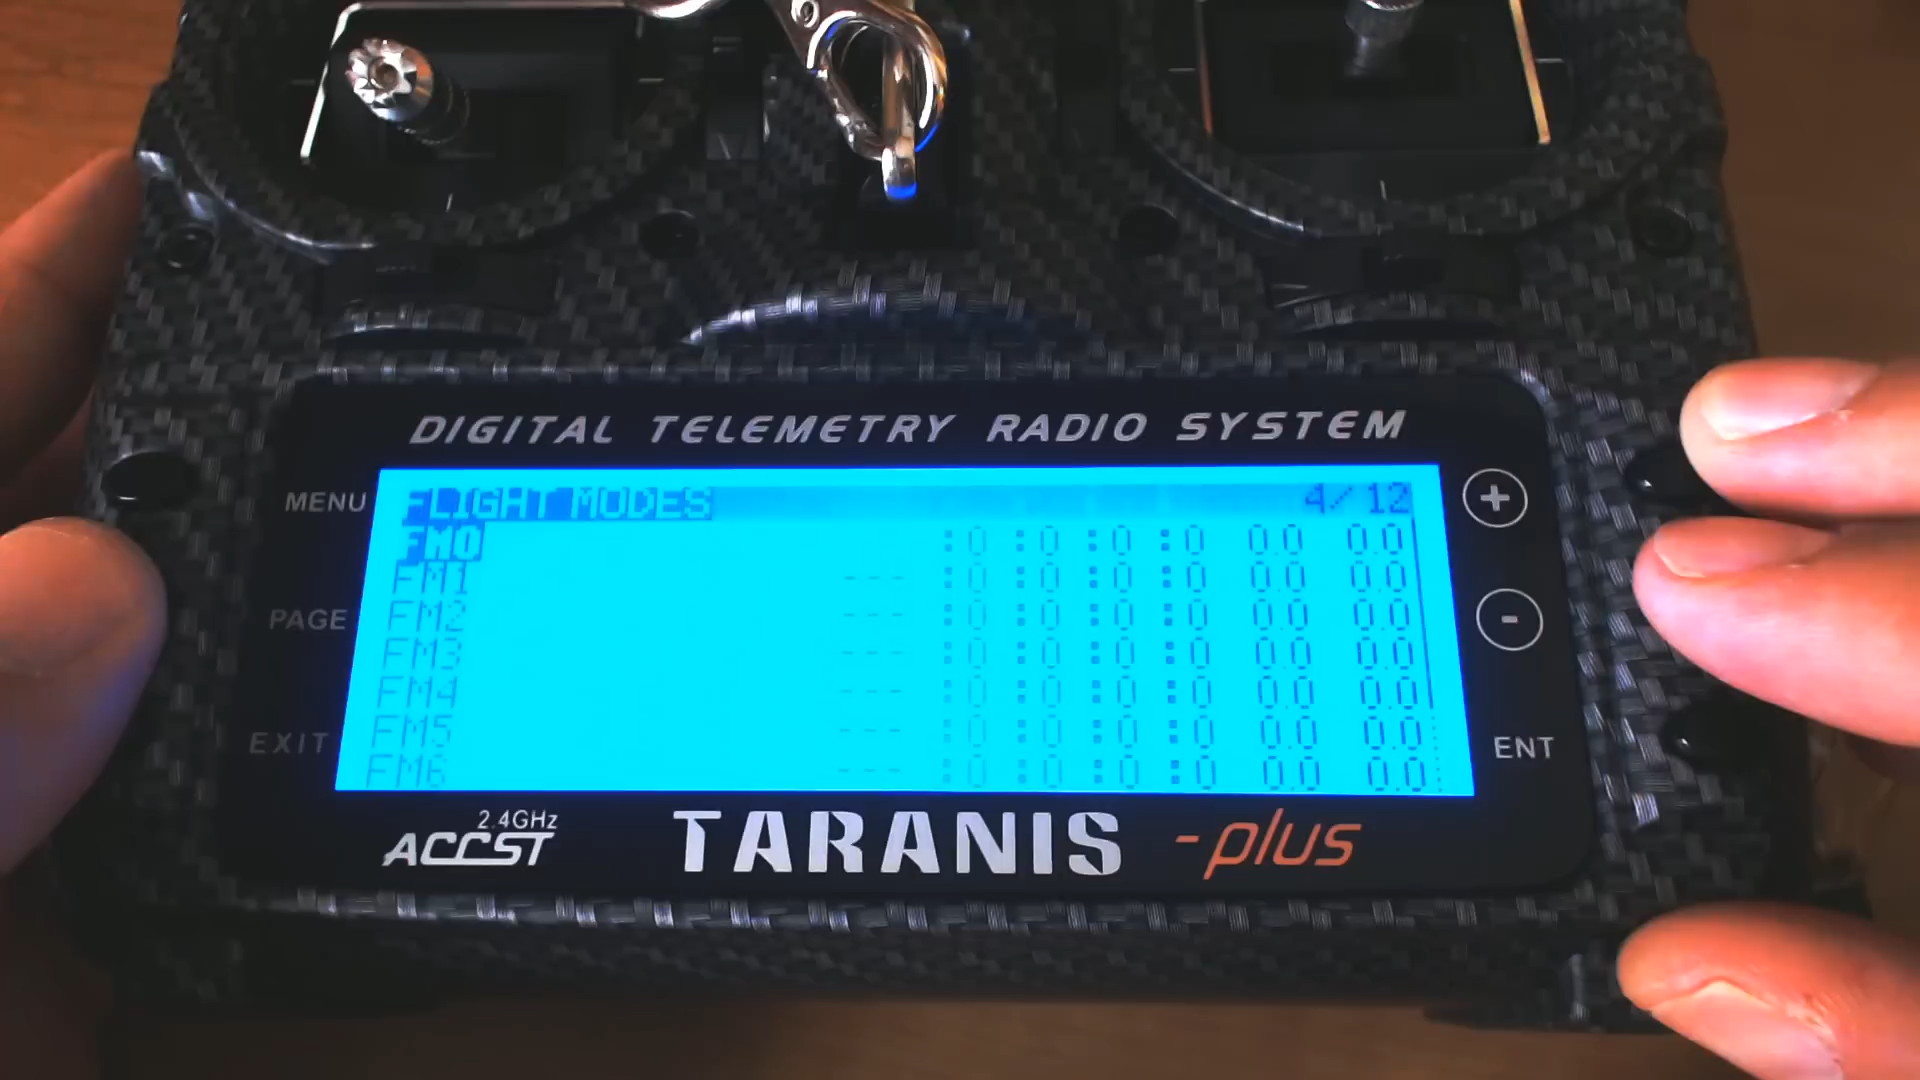 DIGITAL TELEMETRY RADIO SYSTEM
MENU
PAGE
EXIT
FLIGHT MODES 4/12
FM0 :0 :0 :0 :0 0.0 0.0
FM1 --- :0 :0 :0 :0 0.0 0.0
FM2 --- :0 :0 :0 :0 0.0 0.0
FM3 --- :0 :0 :0 :0 0.0 0.0
FM4 --- :0 :0 :0 :0 0.0 0.0
FM5 --- :0 :0 :0 :0 0.0 0.0
FM6 --- :0 :0 :0 :0 0.0 0.0
+
-
ENT
2.4GHz
ACCST
TARANIS -plus